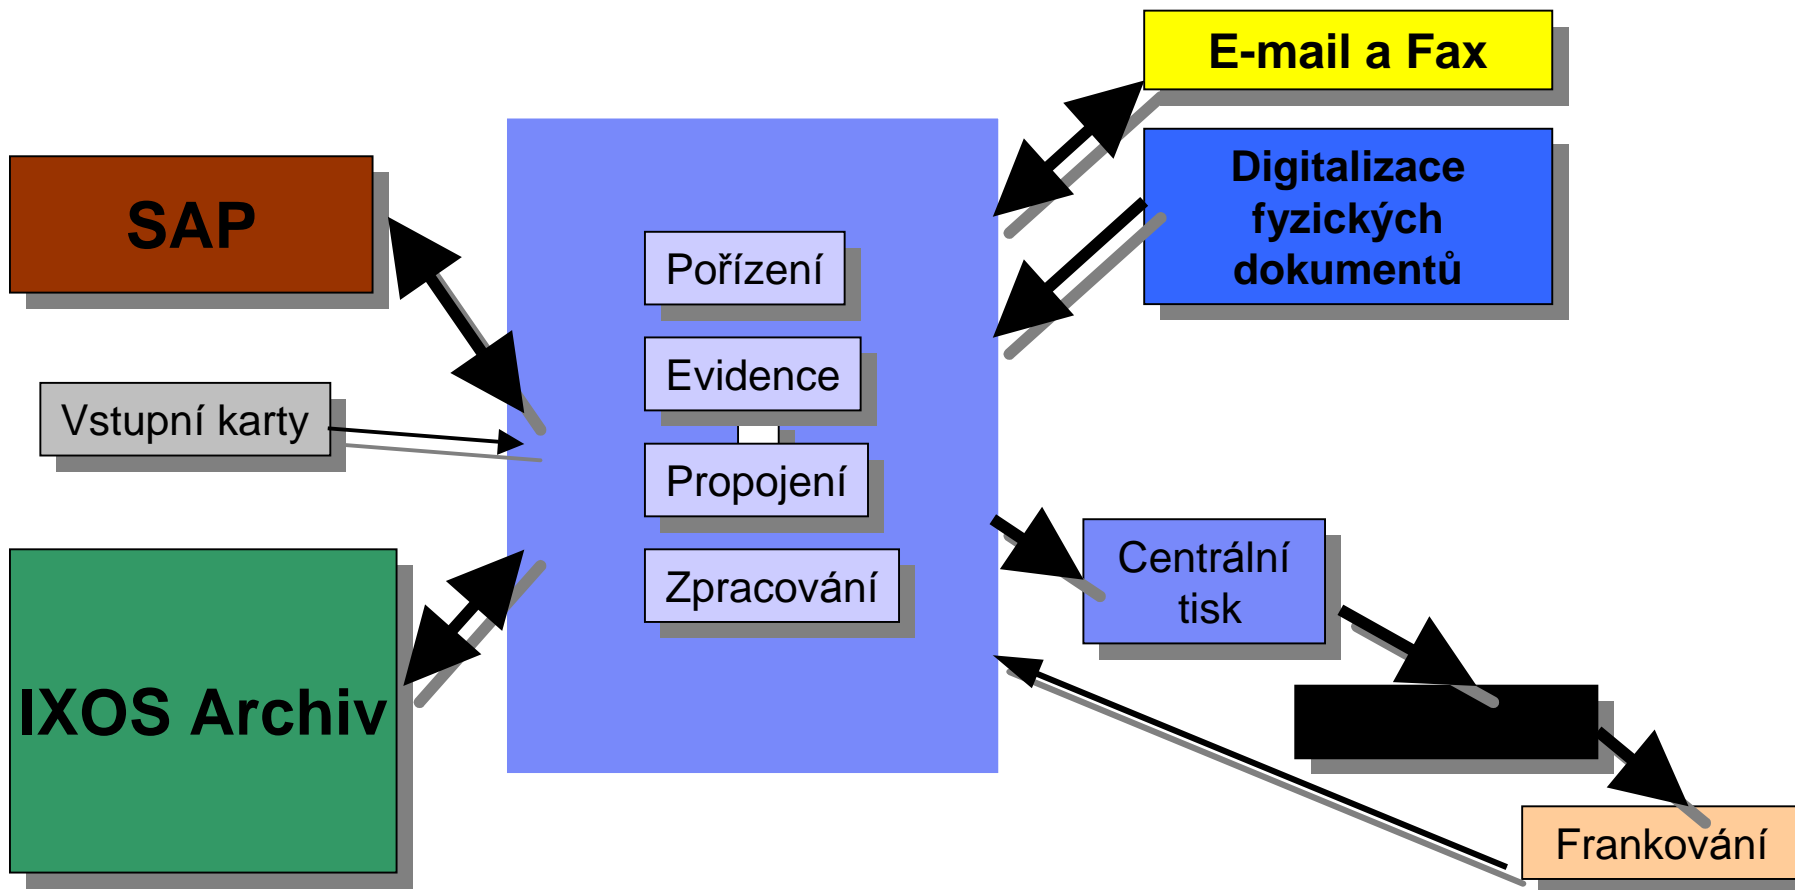 E-mail a Fax
Digitalizace
fyzických
dokumentů
SAP
Pořízení
Evidence
Vstupní karty
Propojení
Zpracování
Centrální
tisk
IXOS Archiv
Frankování